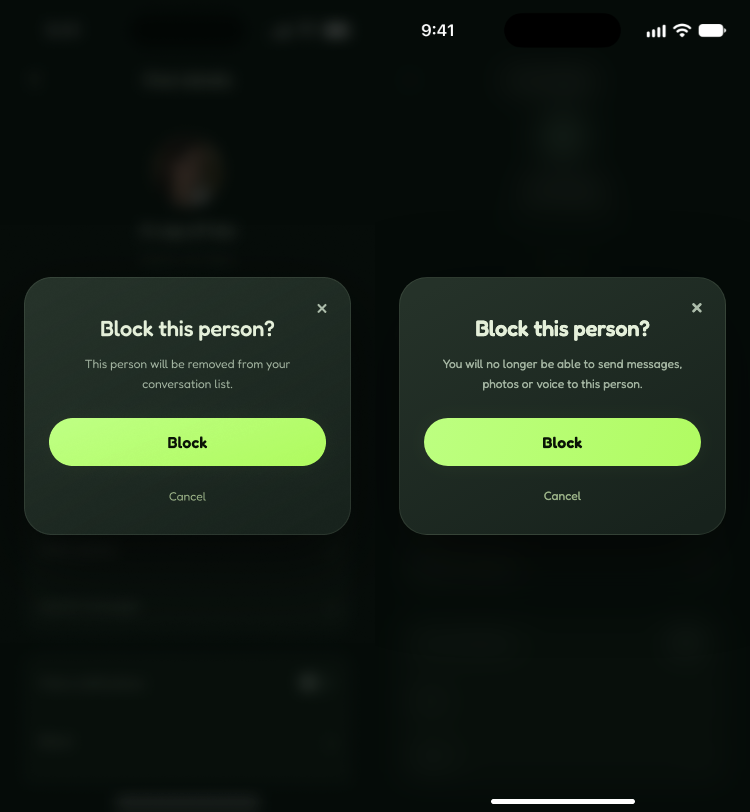 9:41
Block this person?
This person will be removed from your
conversation list.
Block
Cancel
Block this person?
You will no longer be able to send messages,
photos or voice to this person.
Block
Cancel